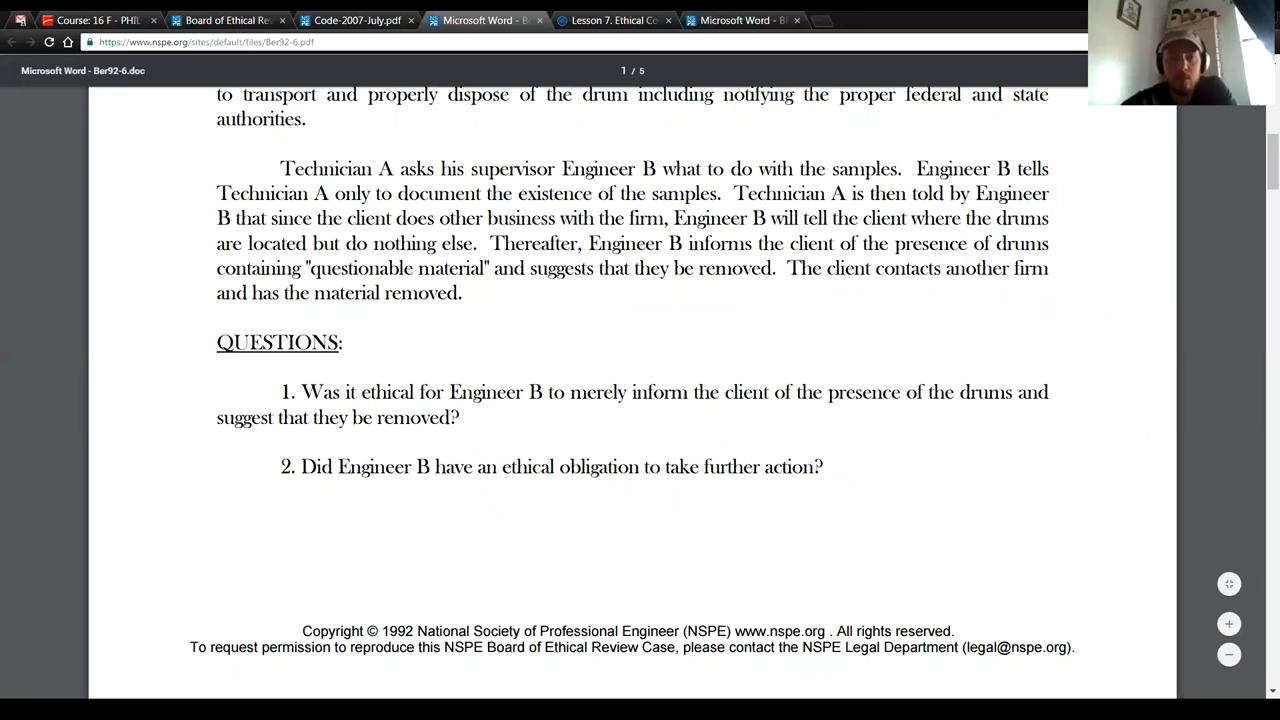 Course: 16 F - PHIL
Board of Ethical Re
Code-2007-July.pdf
Microsoft Word - B
Lesson 7. Ethical Co
Microsoft Word - B
https://www.nspe.org/sites/default/files/Ber92-6.pdf
Microsoft Word - Ber92-6.doc
1 / 5
to transport and properly dispose of the drum including notifying the proper federal and state
authorities.
Technician A asks his supervisor Engineer B what to do with the samples. Engineer B tells
Technician A only to document the existence of the samples. Technician A is then told by Engineer
B that since the client does other business with the firm, Engineer B will tell the client where the drums
are located but do nothing else. Thereafter, Engineer B informs the client of the presence of drums
containing "questionable material" and suggests that they be removed. The client contacts another firm
and has the material removed.
QUESTIONS:
1. Was it ethical for Engineer B to merely inform the client of the presence of the drums and
suggest that they be removed?
2. Did Engineer B have an ethical obligation to take further action?
Copyright © 1992 National Society of Professional Engineer (NSPE) www.nspe.org . All rights reserved.
To request permission to reproduce this NSPE Board of Ethical Review Case, please contact the NSPE Legal Department (legal@nspe.org).